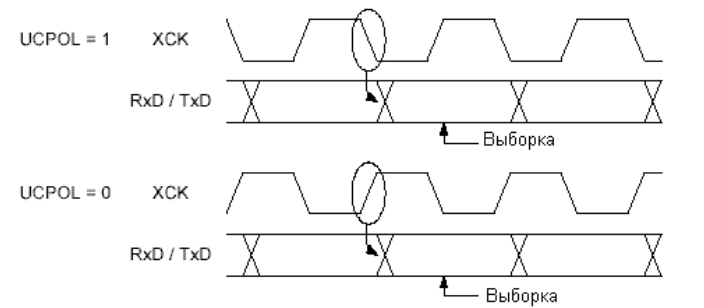 UCPOL = 1 XCK
RxD / TxD
Выборка
UCPOL = 0 XCK
RxD / TxD
Выборка